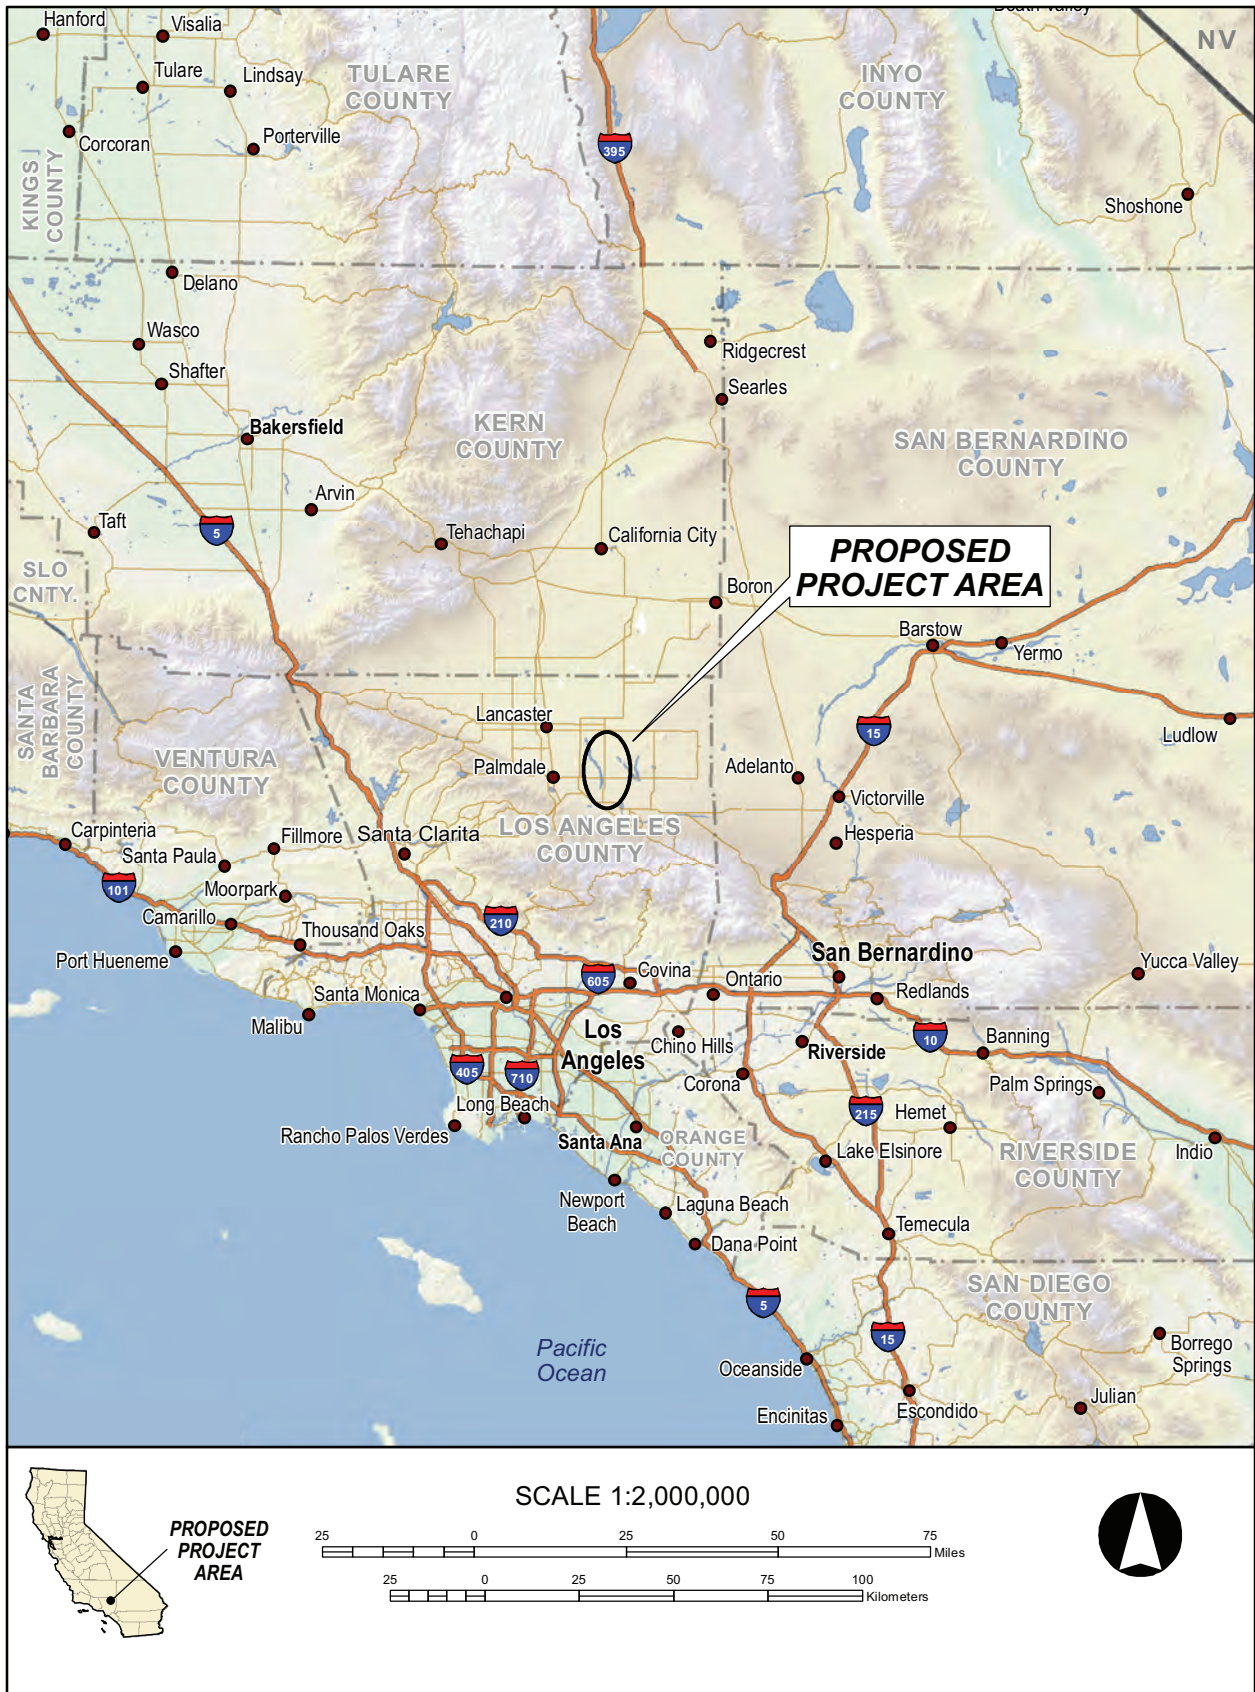 Death Valley
Hanford
Visalia
NV
Tulare
Lindsay
TULARE
COUNTY
INYO
COUNTY
Corcoran
Porterville
395
KINGS
COUNTY
Shoshone
Delano
Wasco
Ridgecrest
Shafter
Searles
Bakersfield
KERN
COUNTY
SAN BERNARDINO
COUNTY
Arvin
Taft
5
Tehachapi
California City
PROPOSED
PROJECT AREA
SLO
CNTY.
Boron
Barstow
Yermo
SANTA
BARBARA
COUNTY
Lancaster
15
Ludlow
VENTURA
COUNTY
Palmdale
Adelanto
Victorville
Carpinteria
Fillmore
Santa Clarita
LOS ANGELES
COUNTY
Hesperia
Santa Paula
101
Moorpark
Camarillo
210
Thousand Oaks
Port Hueneme
San Bernardino
Yucca Valley
605
Covina
Ontario
Santa Monica
Redlands
Malibu
Los
Angeles
Chino Hills
Riverside
10
Banning
405
710
Corona
Palm Springs
Long Beach
215
Hemet
Rancho Palos Verdes
Santa Ana
ORANGE
COUNTY
Lake Elsinore
RIVERSIDE
COUNTY
Indio
Newport
Beach
Laguna Beach
Temecula
Dana Point
SAN DIEGO
COUNTY
5
15
Pacific
Ocean
Borrego
Springs
Oceanside
Julian
Encinitas
Escondido
SCALE 1:2,000,000
PROPOSED
PROJECT
AREA
25 0 25 50 75
Miles
25 0 25 50 75 100
Kilometers